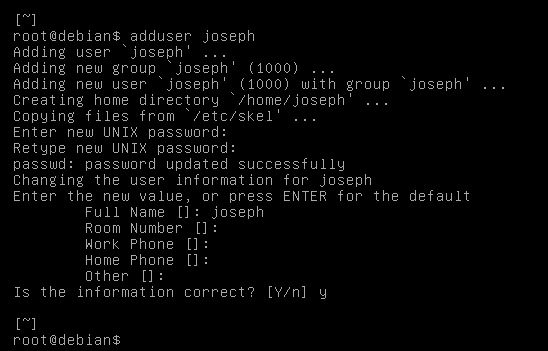 [~]
root@debian$ adduser joseph
Adding user `joseph' ...
Adding new group `joseph' (1000) ...
Adding new user `joseph' (1000) with group `joseph' ...
Creating home directory `/home/joseph' ...
Copying files from `/etc/skel' ...
Enter new UNIX password:
Retype new UNIX password:
passwd: password updated successfully
Changing the user information for joseph
Enter the new value, or press ENTER for the default
        Full Name []: joseph
        Room Number []:
        Work Phone []:
        Home Phone []:
        Other []:
Is the information correct? [Y/n] y

[~]
root@debian$